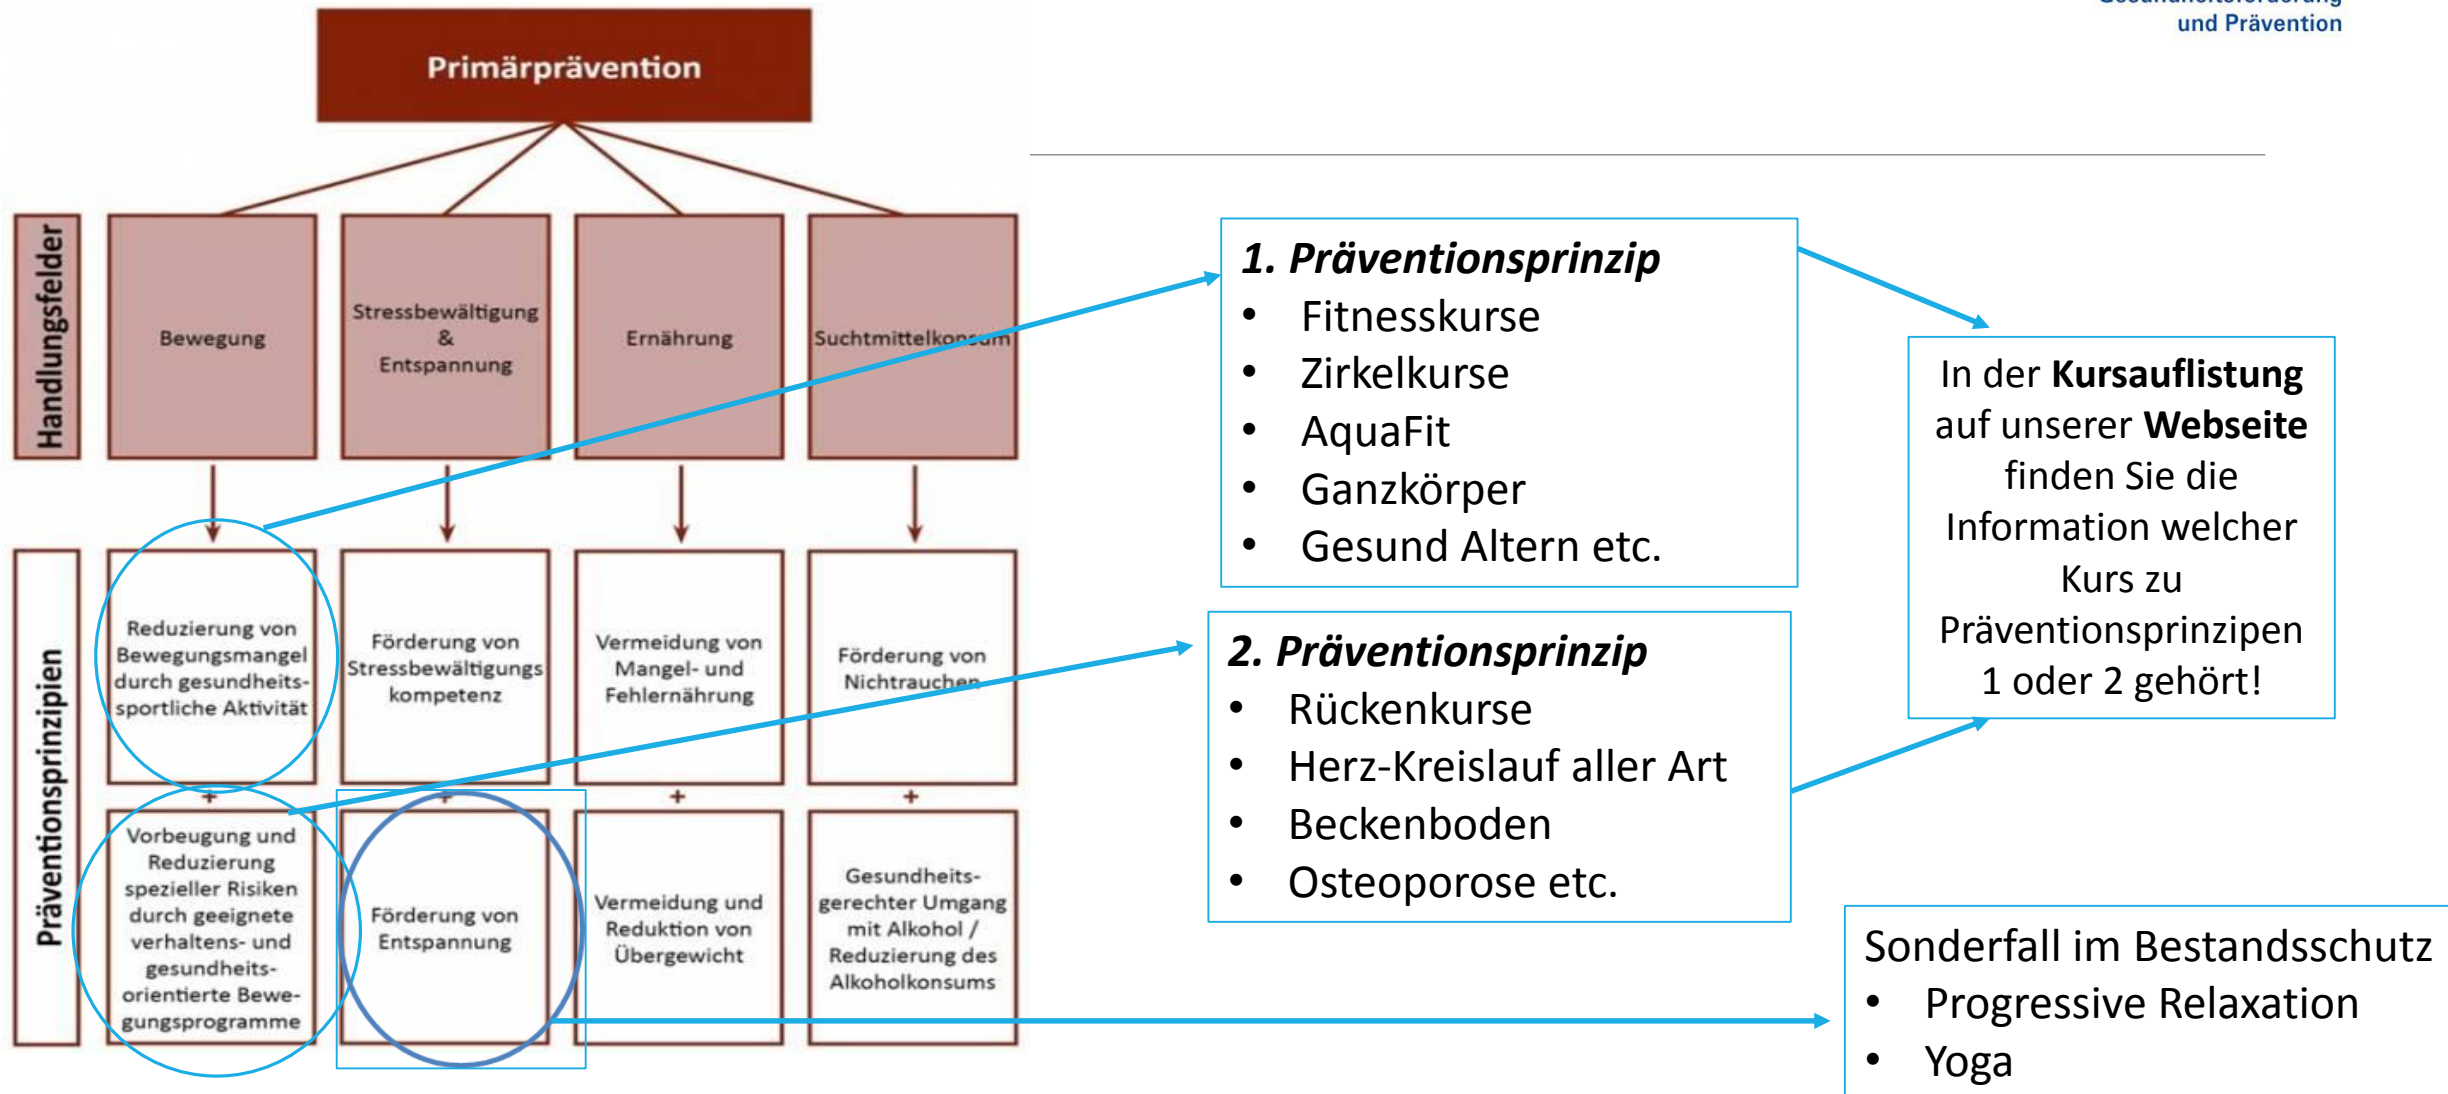 Gesundheitsförderung
und Prävention
Primärprävention
Handlungsfelder
Bewegung
Stressbewältigung
&
Entspannung
Ernährung
Suchtmittelkonsum
Präventionsprinzipien
Reduzierung von
Bewegungsmangel
durch gesundheits-
sportliche Aktivität
Förderung von
Stressbewältigungs
kompetenz
Vermeidung von
Mangel- und
Fehlernährung
Förderung von
Nichtrauchen
+
+
+
+
Vorbeugung und
Reduzierung
spezieller Risiken
durch geeignete
verhaltens- und
gesundheits-
orientierte Bewe-
gungsprogramme
Förderung von
Entspannung
Vermeidung und
Reduktion von
Übergewicht
Gesundheits-
gerechter Umgang
mit Alkohol /
Reduzierung des
Alkoholkonsums
1. Präventionsprinzip
• Fitnesskurse
• Zirkelkurse
• AquaFit
• Ganzkörper
• Gesund Altern etc.
2. Präventionsprinzip
• Rückenkurse
• Herz-Kreislauf aller Art
• Beckenboden
• Osteoporose etc.
In der Kursauflistung
auf unserer Webseite
finden Sie die
Information welcher
Kurs zu
Präventionsprinzipen
1 oder 2 gehört!
Sonderfall im Bestandsschutz
• Progressive Relaxation
• Yoga